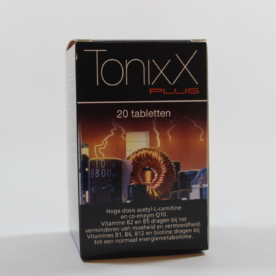 TonixX
PLUS
20 tabletten
Hoge dosis acetyl-L-carnitine
en co-enzym Q10.
Vitamine B2 en B5 dragen bij tot
verminderen van moeheid en vermoeidheid.
Vitamines B1, B6, B12 en biotine dragen bij
tot een normaal energiemetabolisme.